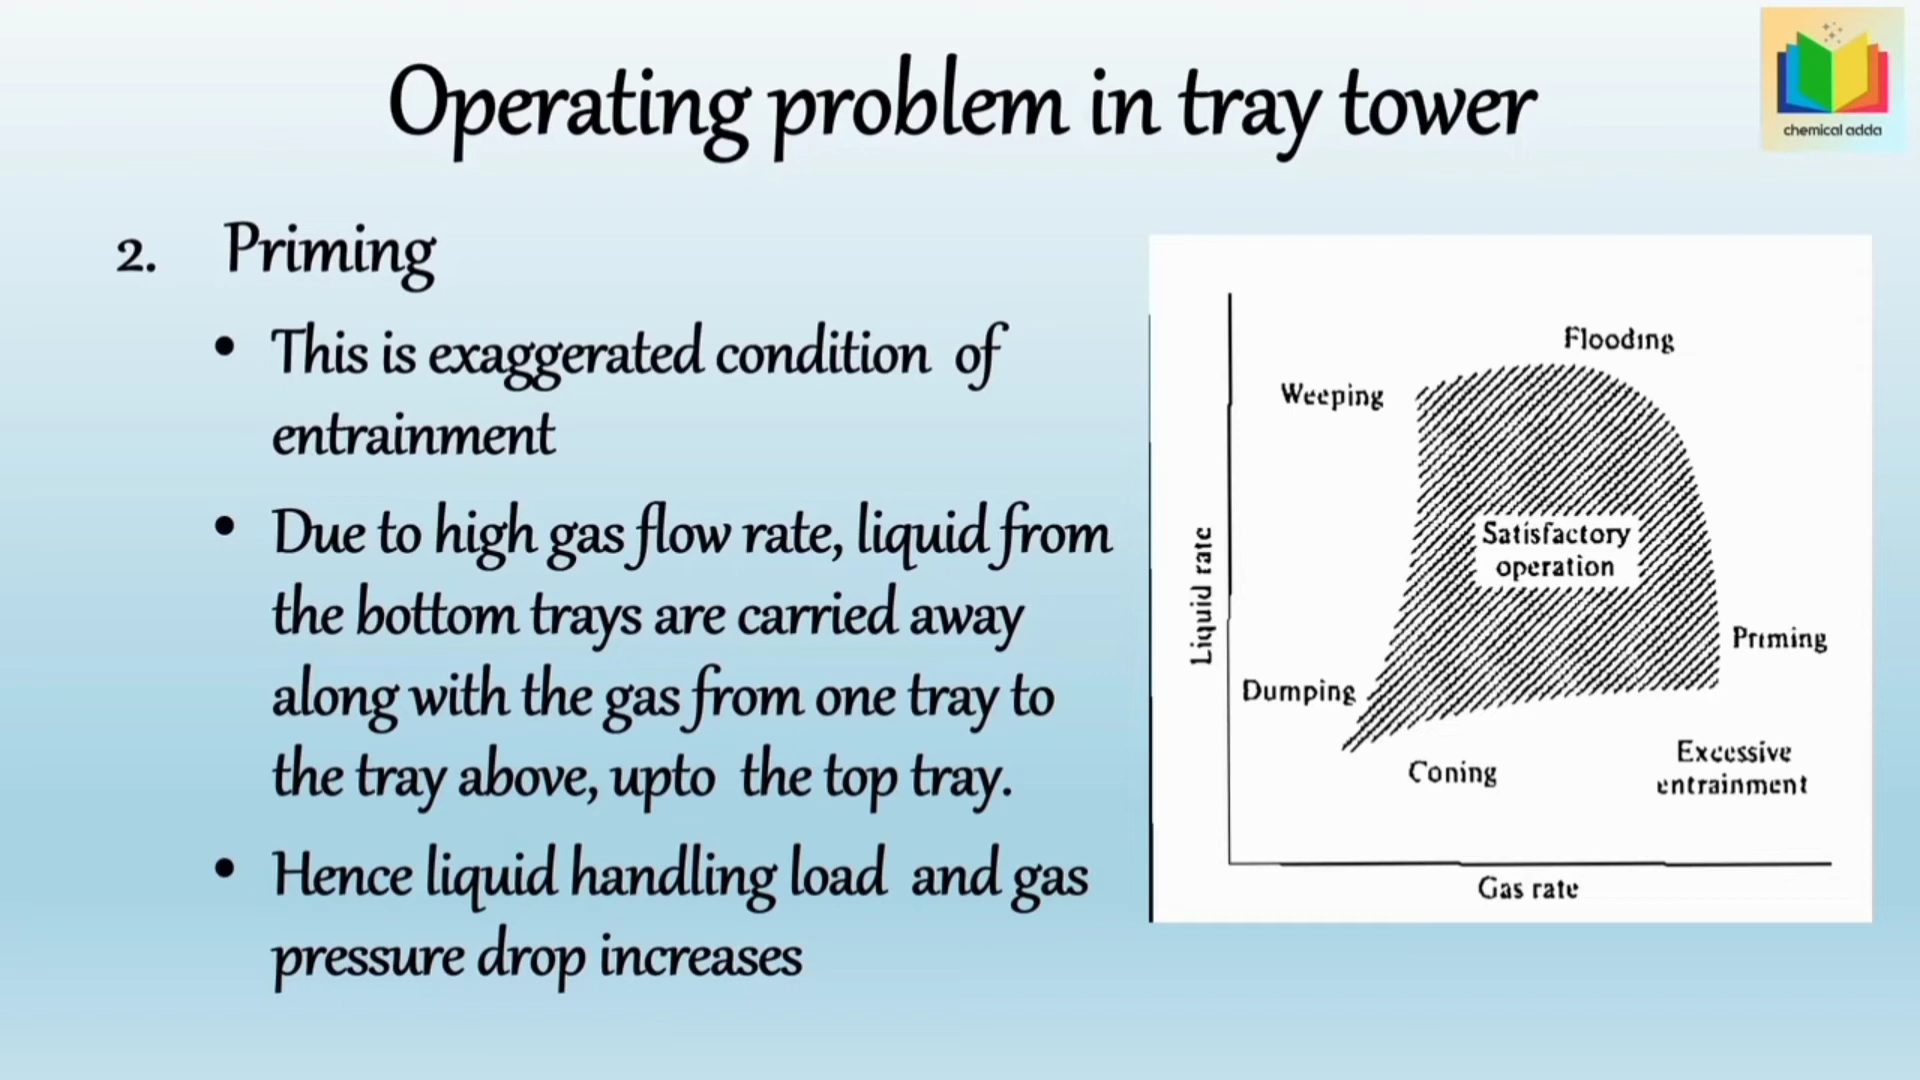 Operating problem in tray tower
chemical adda
2. Priming
• This is exaggerated condition of
entrainment
• Due to high gas flow rate, liquid from
the bottom trays are carried away
along with the gas from one tray to
the tray above, upto the top tray.
• Hence liquid handling load and gas
pressure drop increases
Flooding
Weeping
Satisfactory
operation
Liquid rate
Priming
Dumping
Excessive
entrainment
Coning
Gas rate